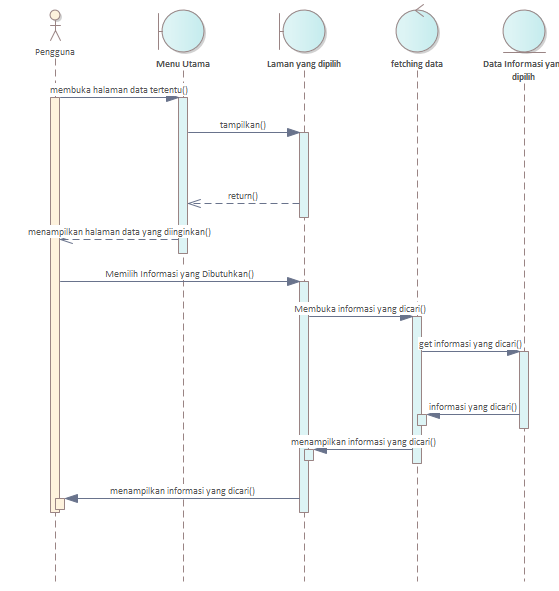 Pengguna
Menu Utama
Laman yang dipilih
fetching data
Data Informasi yan
dipilih
membuka halaman data tertentu()
tampilkan()
return()
menampilkan halaman data yang diinginkan()
Memilih Informasi yang Dibutuhkan()
Membuka informasi yang dicari()
get informasi yang dicari()
informasi yang dicari()
menampilkan informasi yang dicari()
menampilkan informasi yang dicari()